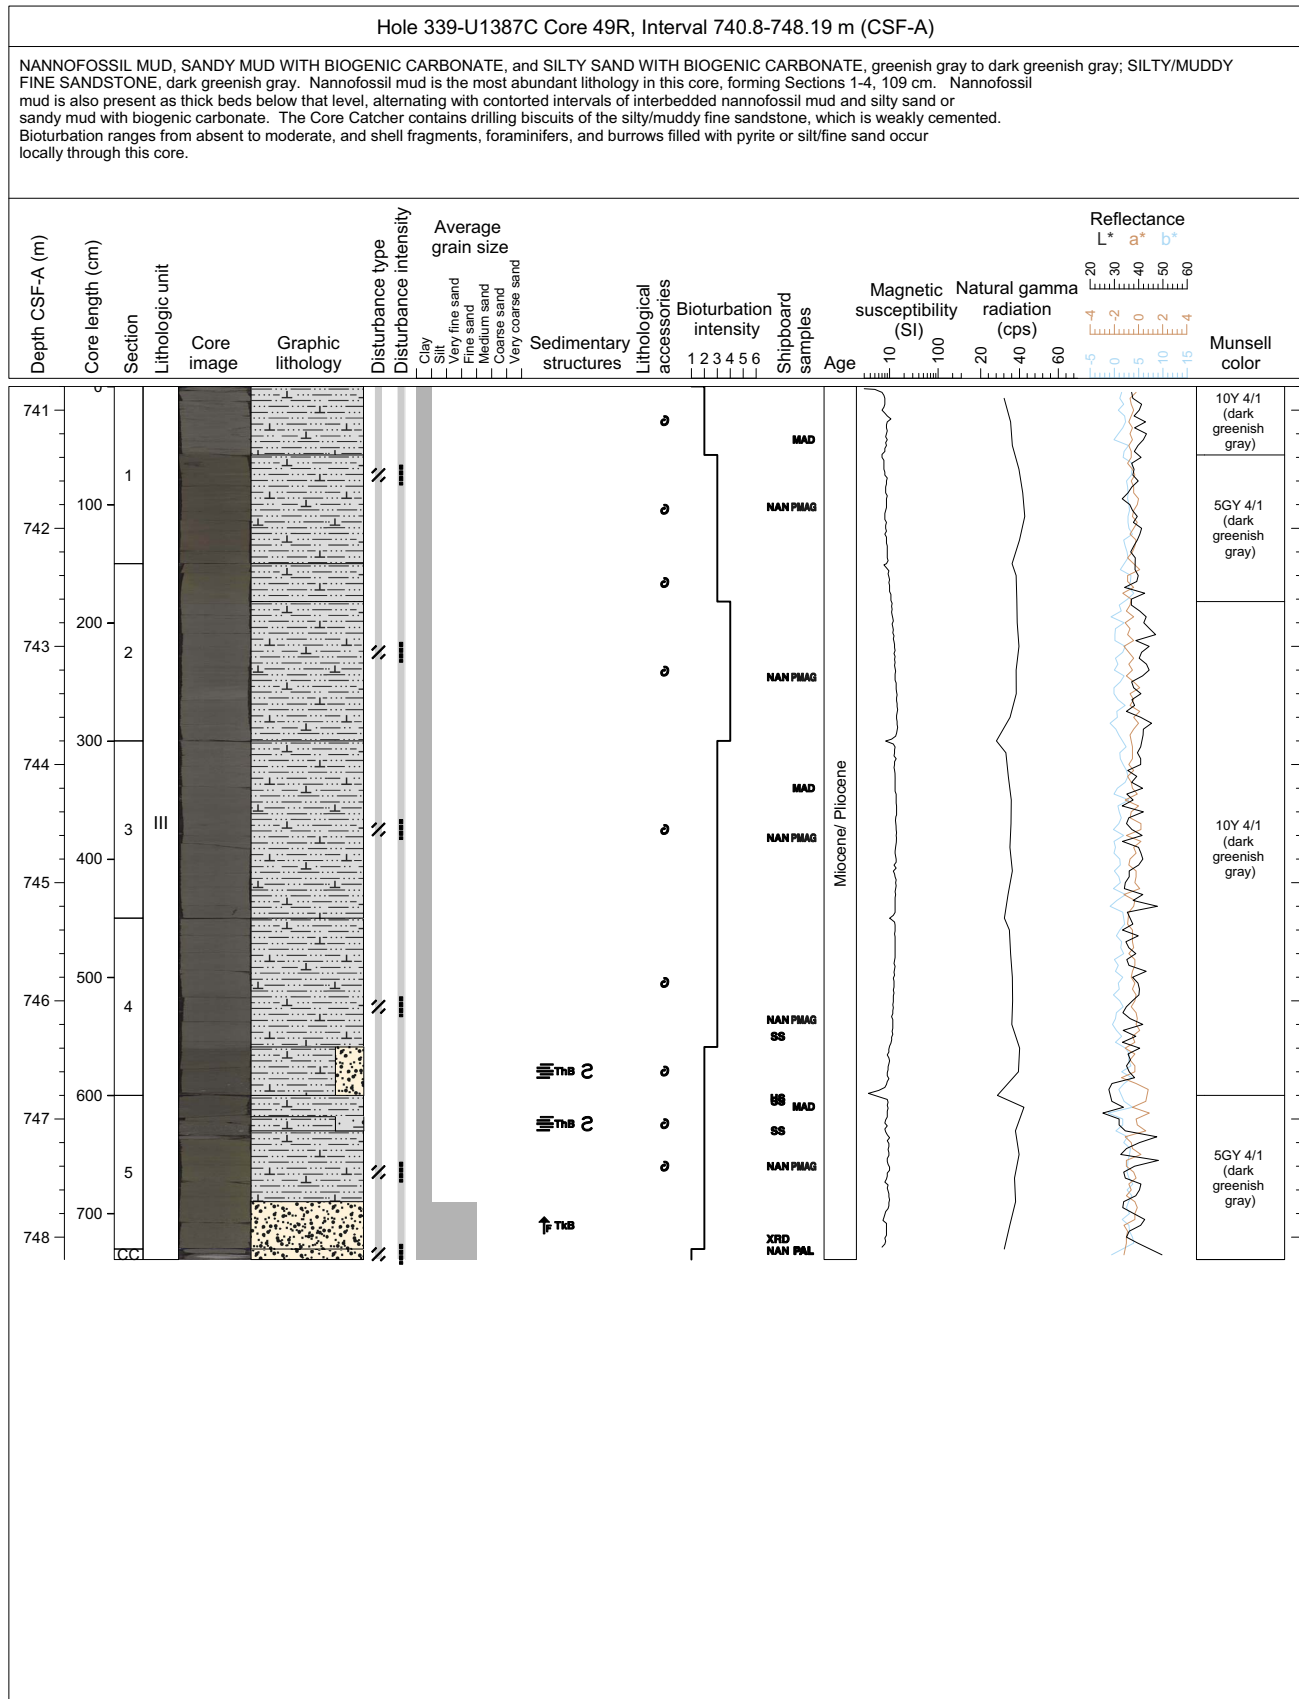 Hole 339-U1387C Core 49R, Interval 740.8-748.19 m (CSF-A)
NANNOFOSSIL MUD, SANDY MUD WITH BIOGENIC CARBONATE, and SILTY SAND WITH BIOGENIC CARBONATE, greenish gray to dark greenish gray; SILTY/MUDDY
FINE SANDSTONE, dark greenish gray. Nannofossil mud is the most abundant lithology in this core, forming Sections 1-4, 109 cm. Nannofossil
mud is also present as thick beds below that level, alternating with contorted intervals of interbedded nannofossil mud and silty sand or
sandy mud with biogenic carbonate. The Core Catcher contains drilling biscuits of the silty/muddy fine sandstone, which is weakly cemented.
Bioturbation ranges from absent to moderate, and shell fragments, foraminifers, and burrows filled with pyrite or silt/fine sand occur
locally through this core.
Depth CSF-A (m)
Core length (cm)
Section
Lithologic unit
Core
image
Graphic
lithology
Disturbance type
Disturbance intensity
Average
grain size
Clay
Silt
Very fine sand
Fine sand
Medium sand
Coarse sand
Very coarse sand
Sedimentary
structures
Lithological
accessories
Bioturbation
intensity
1 2 3 4 5 6
Shipboard
samples
Age
Magnetic
susceptibility
(SI)
10 100
Natural gamma
radiation
(cps)
20 40 60
Reflectance
L* a* b*
20 30 40 50 60
-4 -2 0 2 4
-5 0 5 10 15
Munsell
color
741
742
743
744
745
746
747
748
0
100
200
300
400
500
600
700
1
2
3
4
5
CC
III
ThB
ThB
F TkB
MAD
NAN PMAG
NAN PMAG
MAD
NAN PMAG
NAN PMAG
SS
SS MAD
SS
NAN PMAG
XRD
NAN PAL
Miocene/ Pliocene
10Y 4/1
(dark
greenish
gray)
5GY 4/1
(dark
greenish
gray)
10Y 4/1
(dark
greenish
gray)
5GY 4/1
(dark
greenish
gray)